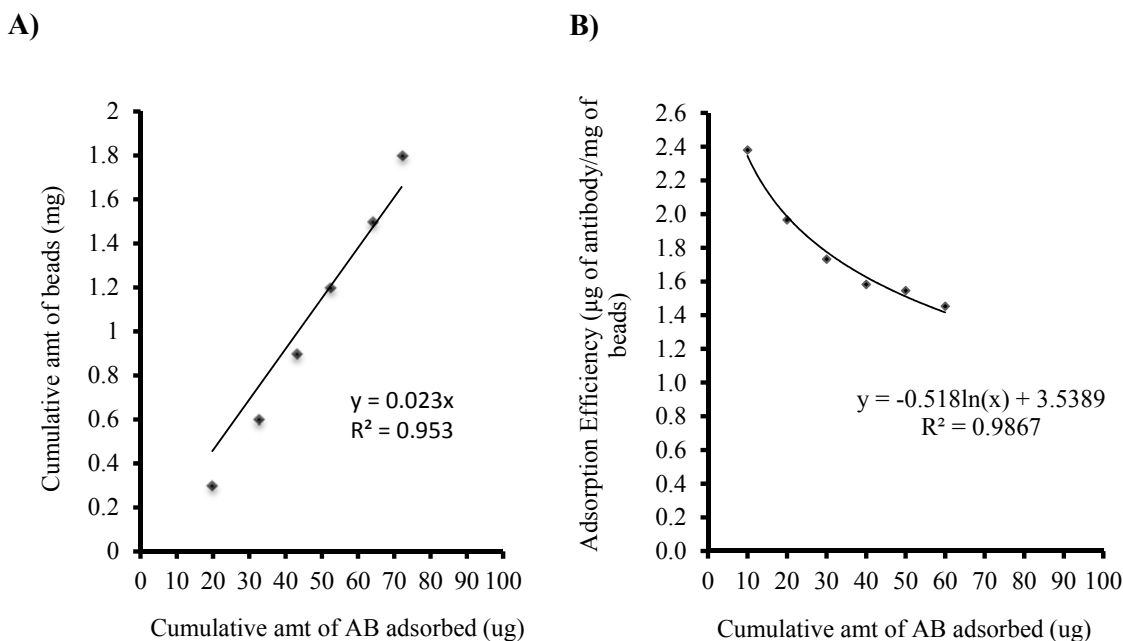 A)
Cumulative amt of beads (mg)
2
1.8
1.6
1.4
1.2
1
0.8
0.6
0.4
0.2
0
y = 0.023x
R² = 0.953
0 10 20 30 40 50 60 70 80 90 100
Cumulative amt of AB adsorbed (ug)
B)
Adsorption Efficiency (µg of antibody/mg of
beads)
2.6
2.4
2.2
2.0
1.8
1.6
1.4
1.2
1.0
0.8
0.6
0.4
0.2
0.0
y = -0.518ln(x) + 3.5389
R² = 0.9867
0 10 20 30 40 50 60 70 80 90 100
Cumulative amt of AB adsorbed (ug)